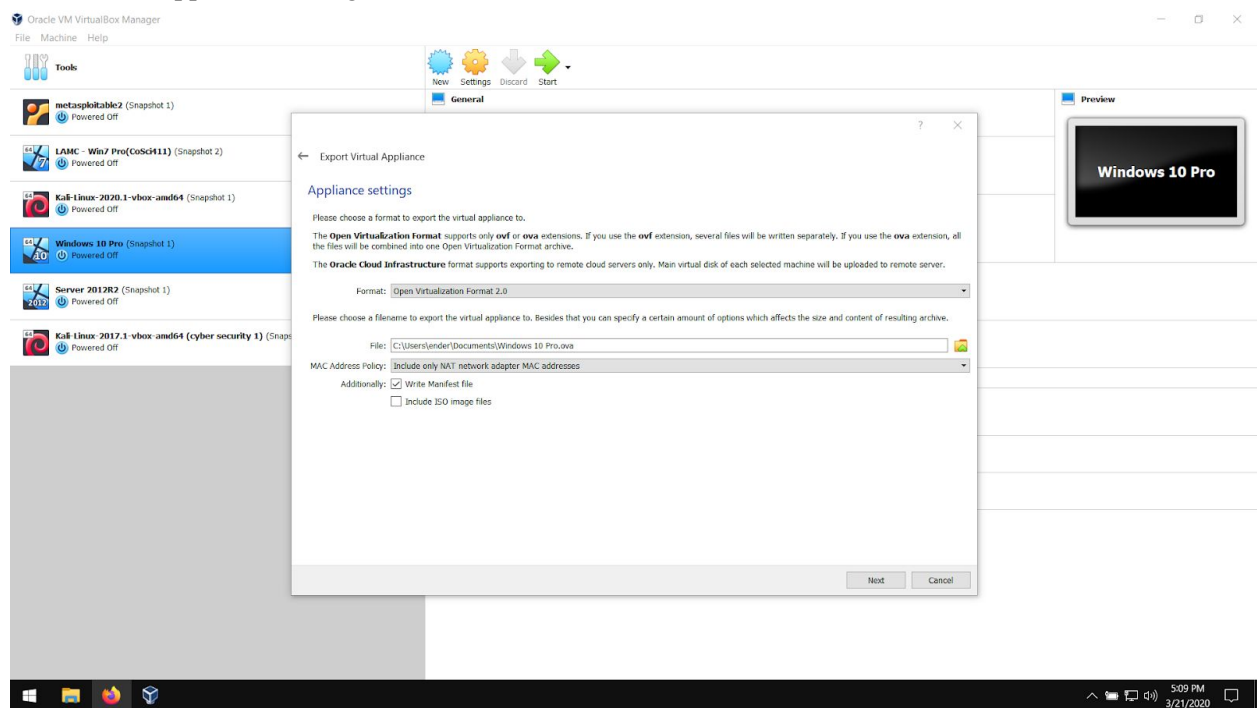 Oracle VM VirtualBox Manager
File Machine Help
Tools
New Settings Discard Start
metasploitable2 (Snapshot 1)
Powered Off
64 7
LAMC - Win7 Pro(CoSci411) (Snapshot 2)
Powered Off
64
Kali-Linux-2020.1-vbox-amd64 (Snapshot 1)
Powered Off
64 10
Windows 10 Pro (Snapshot 1)
Powered Off
64 2012
Server 2012R2 (Snapshot 1)
Powered Off
64
Kali-Linux-2017.1-vbox-amd64 (cyber security 1) (Snaps
Powered Off
General
Preview
Windows 10 Pro
? 
← Export Virtual Appliance
Appliance settings
Please choose a format to export the virtual appliance to.
The Open Virtualization Format supports only ovf or ova extensions. If you use the ovf extension, several files will be written separately. If you use the ova extension, all
the files will be combined into one Open Virtualization Format archive.
The Oracle Cloud Infrastructure format supports exporting to remote cloud servers only. Main virtual disk of each selected machine will be uploaded to remote server.
Format: Open Virtualization Format 2.0
Please choose a filename to export the virtual appliance to. Besides that you can specify a certain amount of options which affects the size and content of resulting archive.
File: C:\Users\ender\Documents\Windows 10 Pro.ova
MAC Address Policy: Include only NAT network adapter MAC addresses
Additionally: Write Manifest file
Include ISO image files
Next Cancel
5:09 PM
3/21/2020